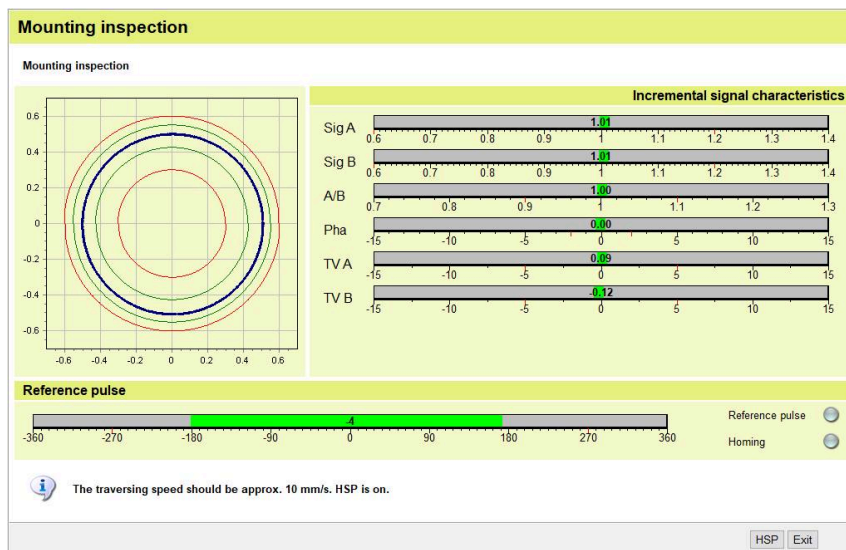 Mounting inspection
Mounting inspection
0.6
0.4
0.2
0
-0.2
-0.4
-0.6
-0.6 -0.4 -0.2 0 0.2 0.4 0.6
Incremental signal characteristics
Sig A 1.01
0.6 0.7 0.8 0.9 1 1.1 1.2 1.3 1.4
Sig B 1.01
0.6 0.7 0.8 0.9 1 1.1 1.2 1.3 1.4
A/B 1.00
0.7 0.8 0.9 1 1.1 1.2 1.3
Pha 0.00
-15 -10 -5 0 5 10 15
TV A 0.09
-15 -10 -5 0 5 10 15
TV B -0.12
-15 -10 -5 0 5 10 15
Reference pulse
-4
-360 -270 -180 -90 0 90 180 270 360
Reference pulse
Homing
The traversing speed should be approx. 10 mm/s. HSP is on.
HSP Exit